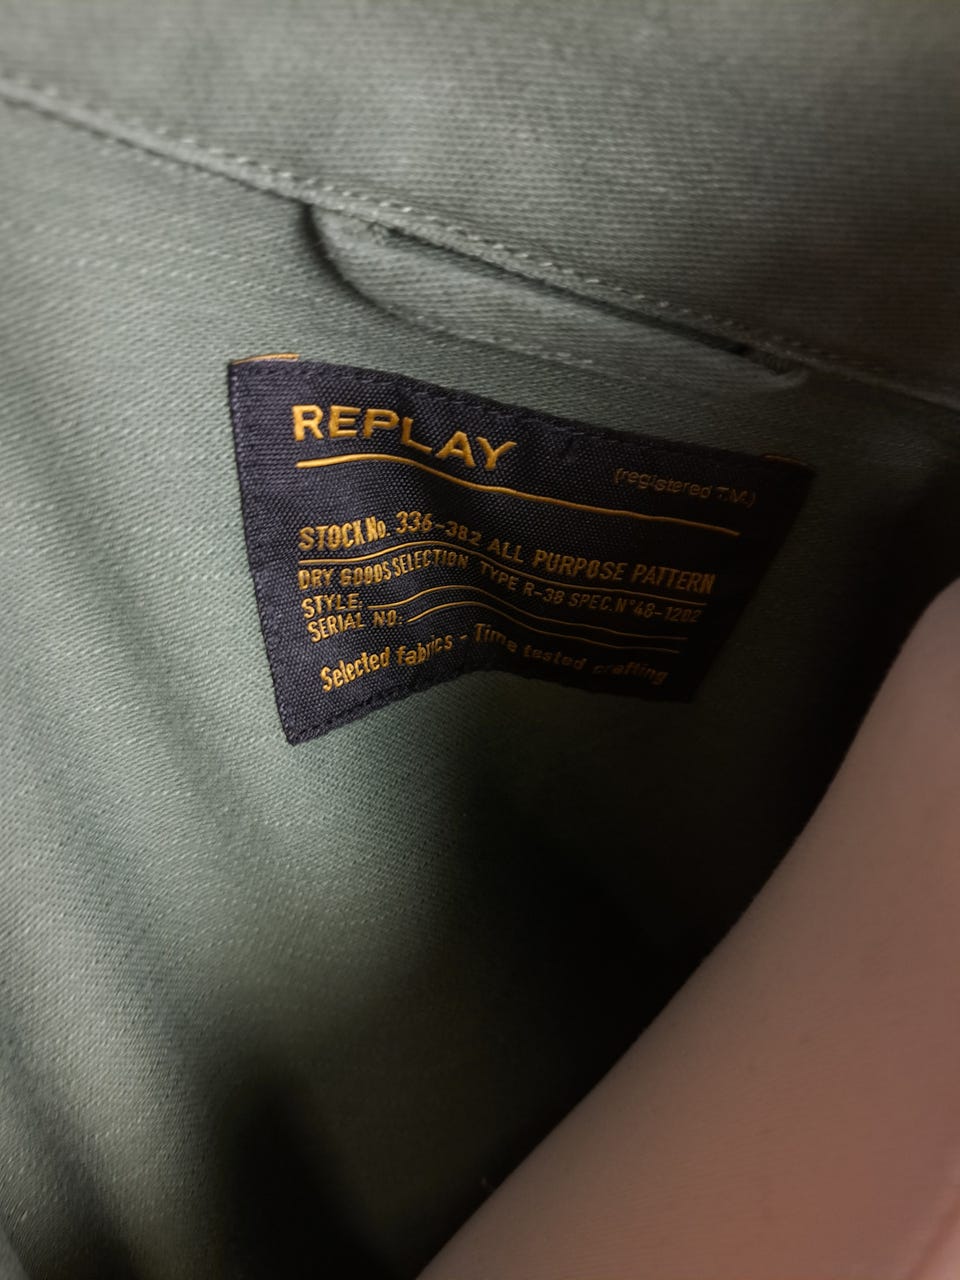 REPLAY
(registered T.M.)
STOCK No. 336-382 ALL PURPOSE PATTERN
DRY GOODS SELECTION TYPE R-38 SPEC.N°48-1202
STYLE:
SERIAL NO:
Selected fabrics - Time tested crafting